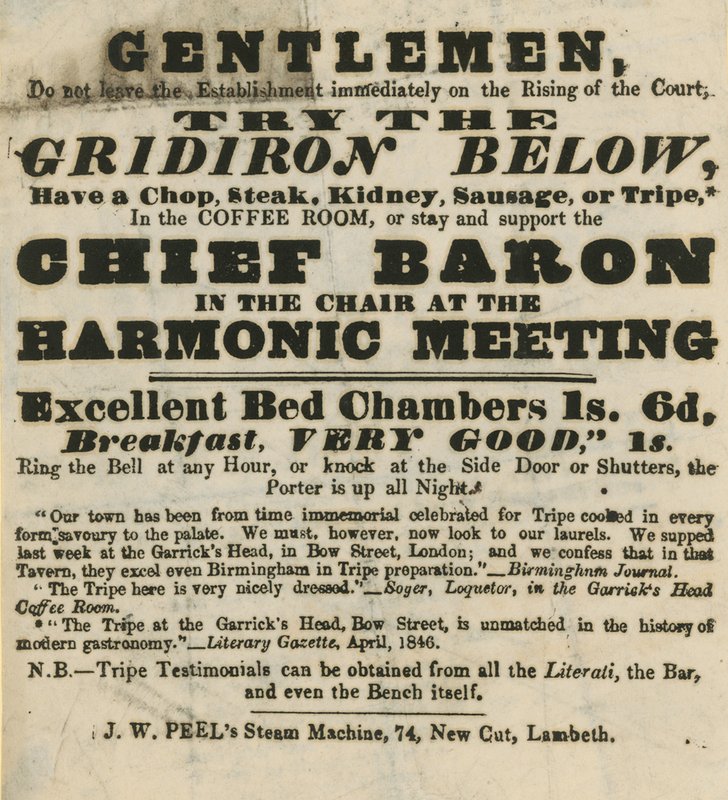 GENTLEMEN,
Do not leave the Establishment immediately on the Rising of the Court;
TRY THE
GRIDIRON BELOW,
Have a Chop, Steak, Kidney, Sausage, or Tripe,*
In the COFFEE ROOM, or stay and support the
CHIEF BARON
IN THE CHAIR AT THE
HARMONIC MEETING
Excellent Bed Chambers 1s. 6d,
Breakfast, VERY GOOD,” 1s.
Ring the Bell at any Hour, or knock at the Side Door or Shutters, the
Porter is up all Night.
“Our town has been from time immemorial celebrated for Tripe cooked in every
form savoury to the palate. We must, however, now look to our laurels. We supped
last week at the Garrick's Head, in Bow Street, London; and we confess that in that
Tavern, they excel even Birmingham in Tripe preparation.”—Birminghnm Journal.
“ The Tripe here is very nicely dressed.”—Soyer, Loquetor, in the Garrick's Head
Coffee Room.
*“The Tripe at the Garrick's Head, Bow Street, is unmatched in the history of
modern gastronomy.”—Literary Gazette, April, 1846.
N.B.—Tripe Testimonials can be obtained from all the Literati, the Bar,
and even the Bench itself.
J. W. PEEL's Steam Machine, 74, New Cut, Lambeth.